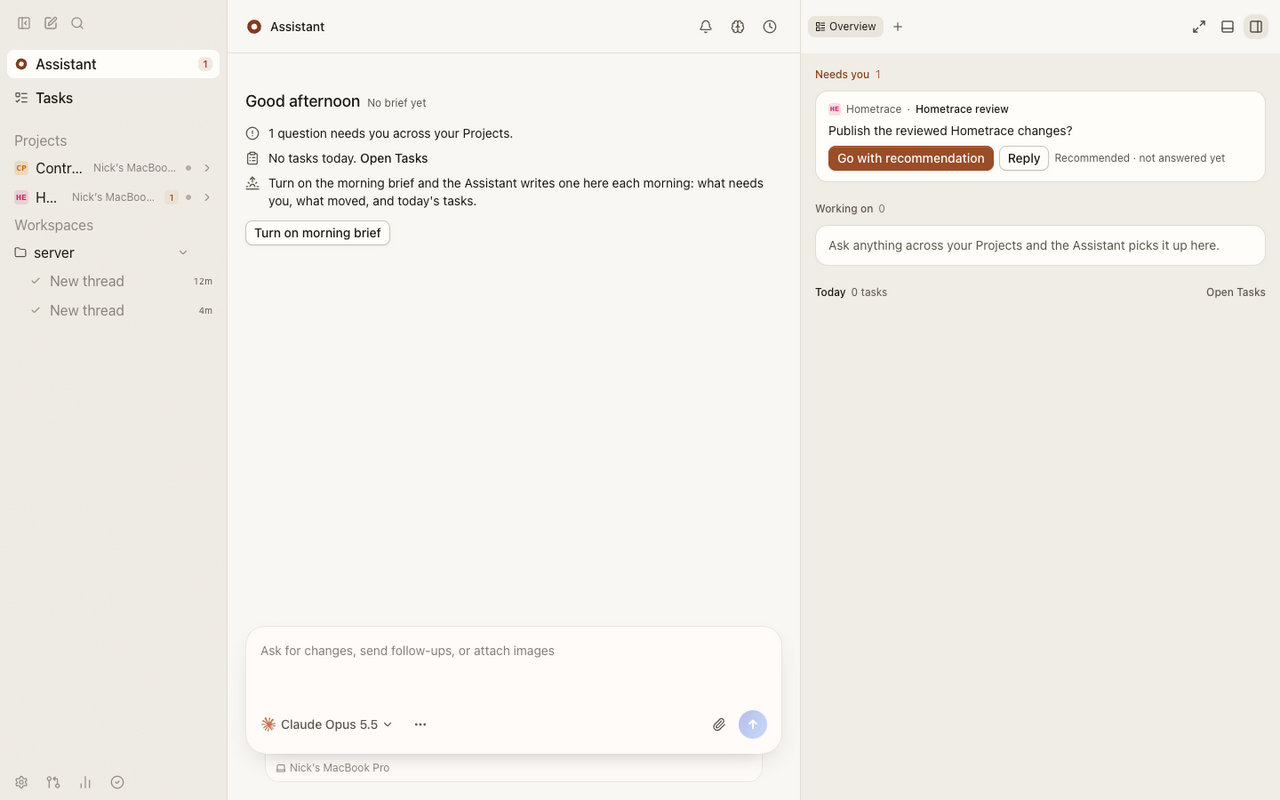 Assistant
1
Tasks
Projects
CP Contr... Nick's MacBoo...
HE H... Nick's MacBoo... 1
Workspaces
server
New thread 12m
New thread 4m
Assistant
Good afternoon No brief yet
1 question needs you across your Projects.
No tasks today. Open Tasks
Turn on the morning brief and the Assistant writes one here each morning: what needs
you, what moved, and today's tasks.
Turn on morning brief
Ask for changes, send follow-ups, or attach images
Claude Opus 5.5
Nick's MacBook Pro
Overview
Needs you 1
HE Hometrace · Hometrace review
Publish the reviewed Hometrace changes?
Go with recommendation Reply Recommended · not answered yet
Working on 0
Ask anything across your Projects and the Assistant picks it up here.
Today 0 tasks Open Tasks